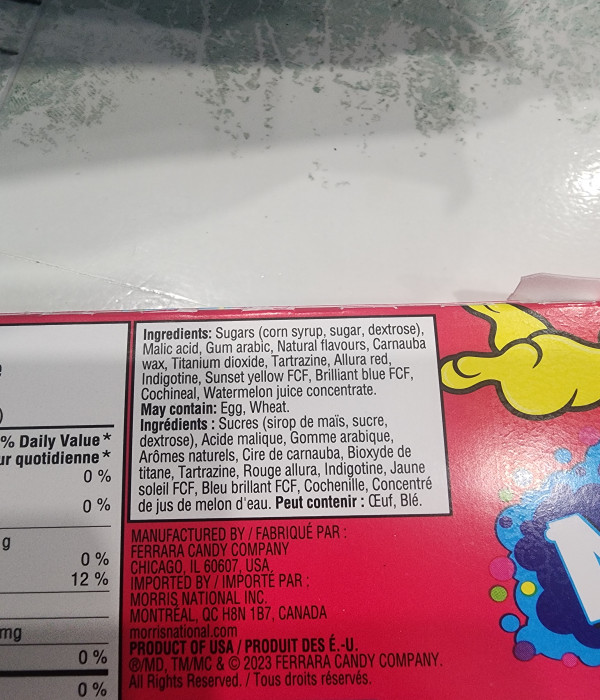 Ingredients: Sugars (corn syrup, sugar, dextrose),
Malic acid, Gum arabic, Natural flavours, Carnauba
wax, Titanium dioxide, Tartrazine, Allura red,
Indigotine, Sunset yellow FCF, Brilliant blue FCF,
Cochineal, Watermelon juice concentrate.
May contain: Egg, Wheat.
Ingrédients : Sucres (sirop de maïs, sucre,
dextrose), Acide malique, Gomme arabique,
Arômes naturels, Cire de carnauba, Bioxyde de
titane, Tartrazine, Rouge allura, Indigotine, Jaune
soleil FCF, Bleu brillant FCF, Cochenille, Concentré
de jus de melon d'eau. Peut contenir : Œuf, Blé.
% Daily Value*
ur quotidienne*
0 %
0 %
g
0 %
12 %
mg
0 %
0 %
MANUFACTURED BY / FABRIQUÉ PAR :
FERRARA CANDY COMPANY
CHICAGO, IL 60607, USA
IMPORTED BY / IMPORTÉ PAR :
MORRIS NATIONAL INC.
MONTRÉAL, QC H8N 1B7, CANADA
morrisnational.com
PRODUCT OF USA / PRODUIT DES É.-U.
®/MD, TM/MC & © 2023 FERRARA CANDY COMPANY.
All Rights Reserved. / Tous droits réservés.